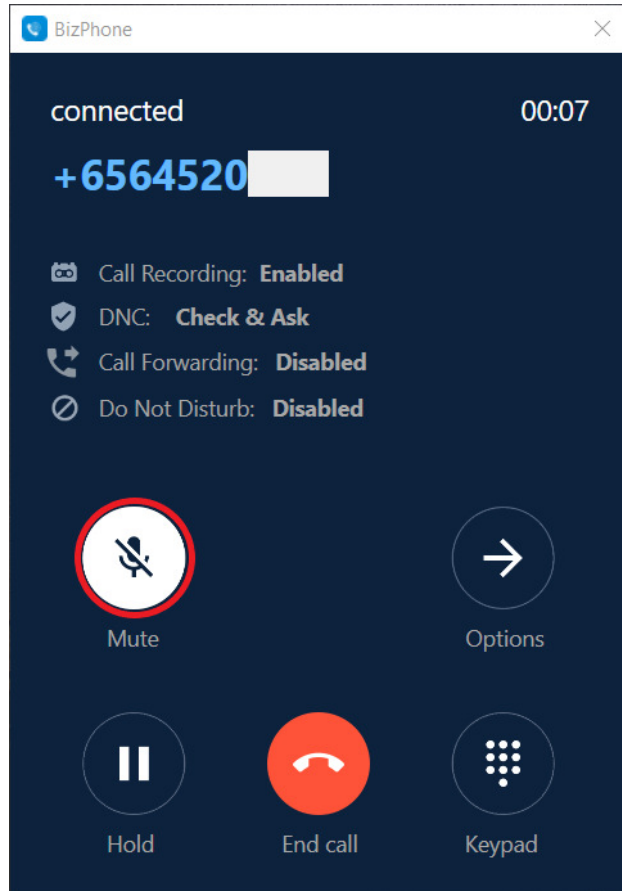 BizPhone
connected 00:07
+6564520
Call Recording: Enabled
DNC: Check & Ask
Call Forwarding: Disabled
Do Not Disturb: Disabled
Mute Options
Hold End call Keypad